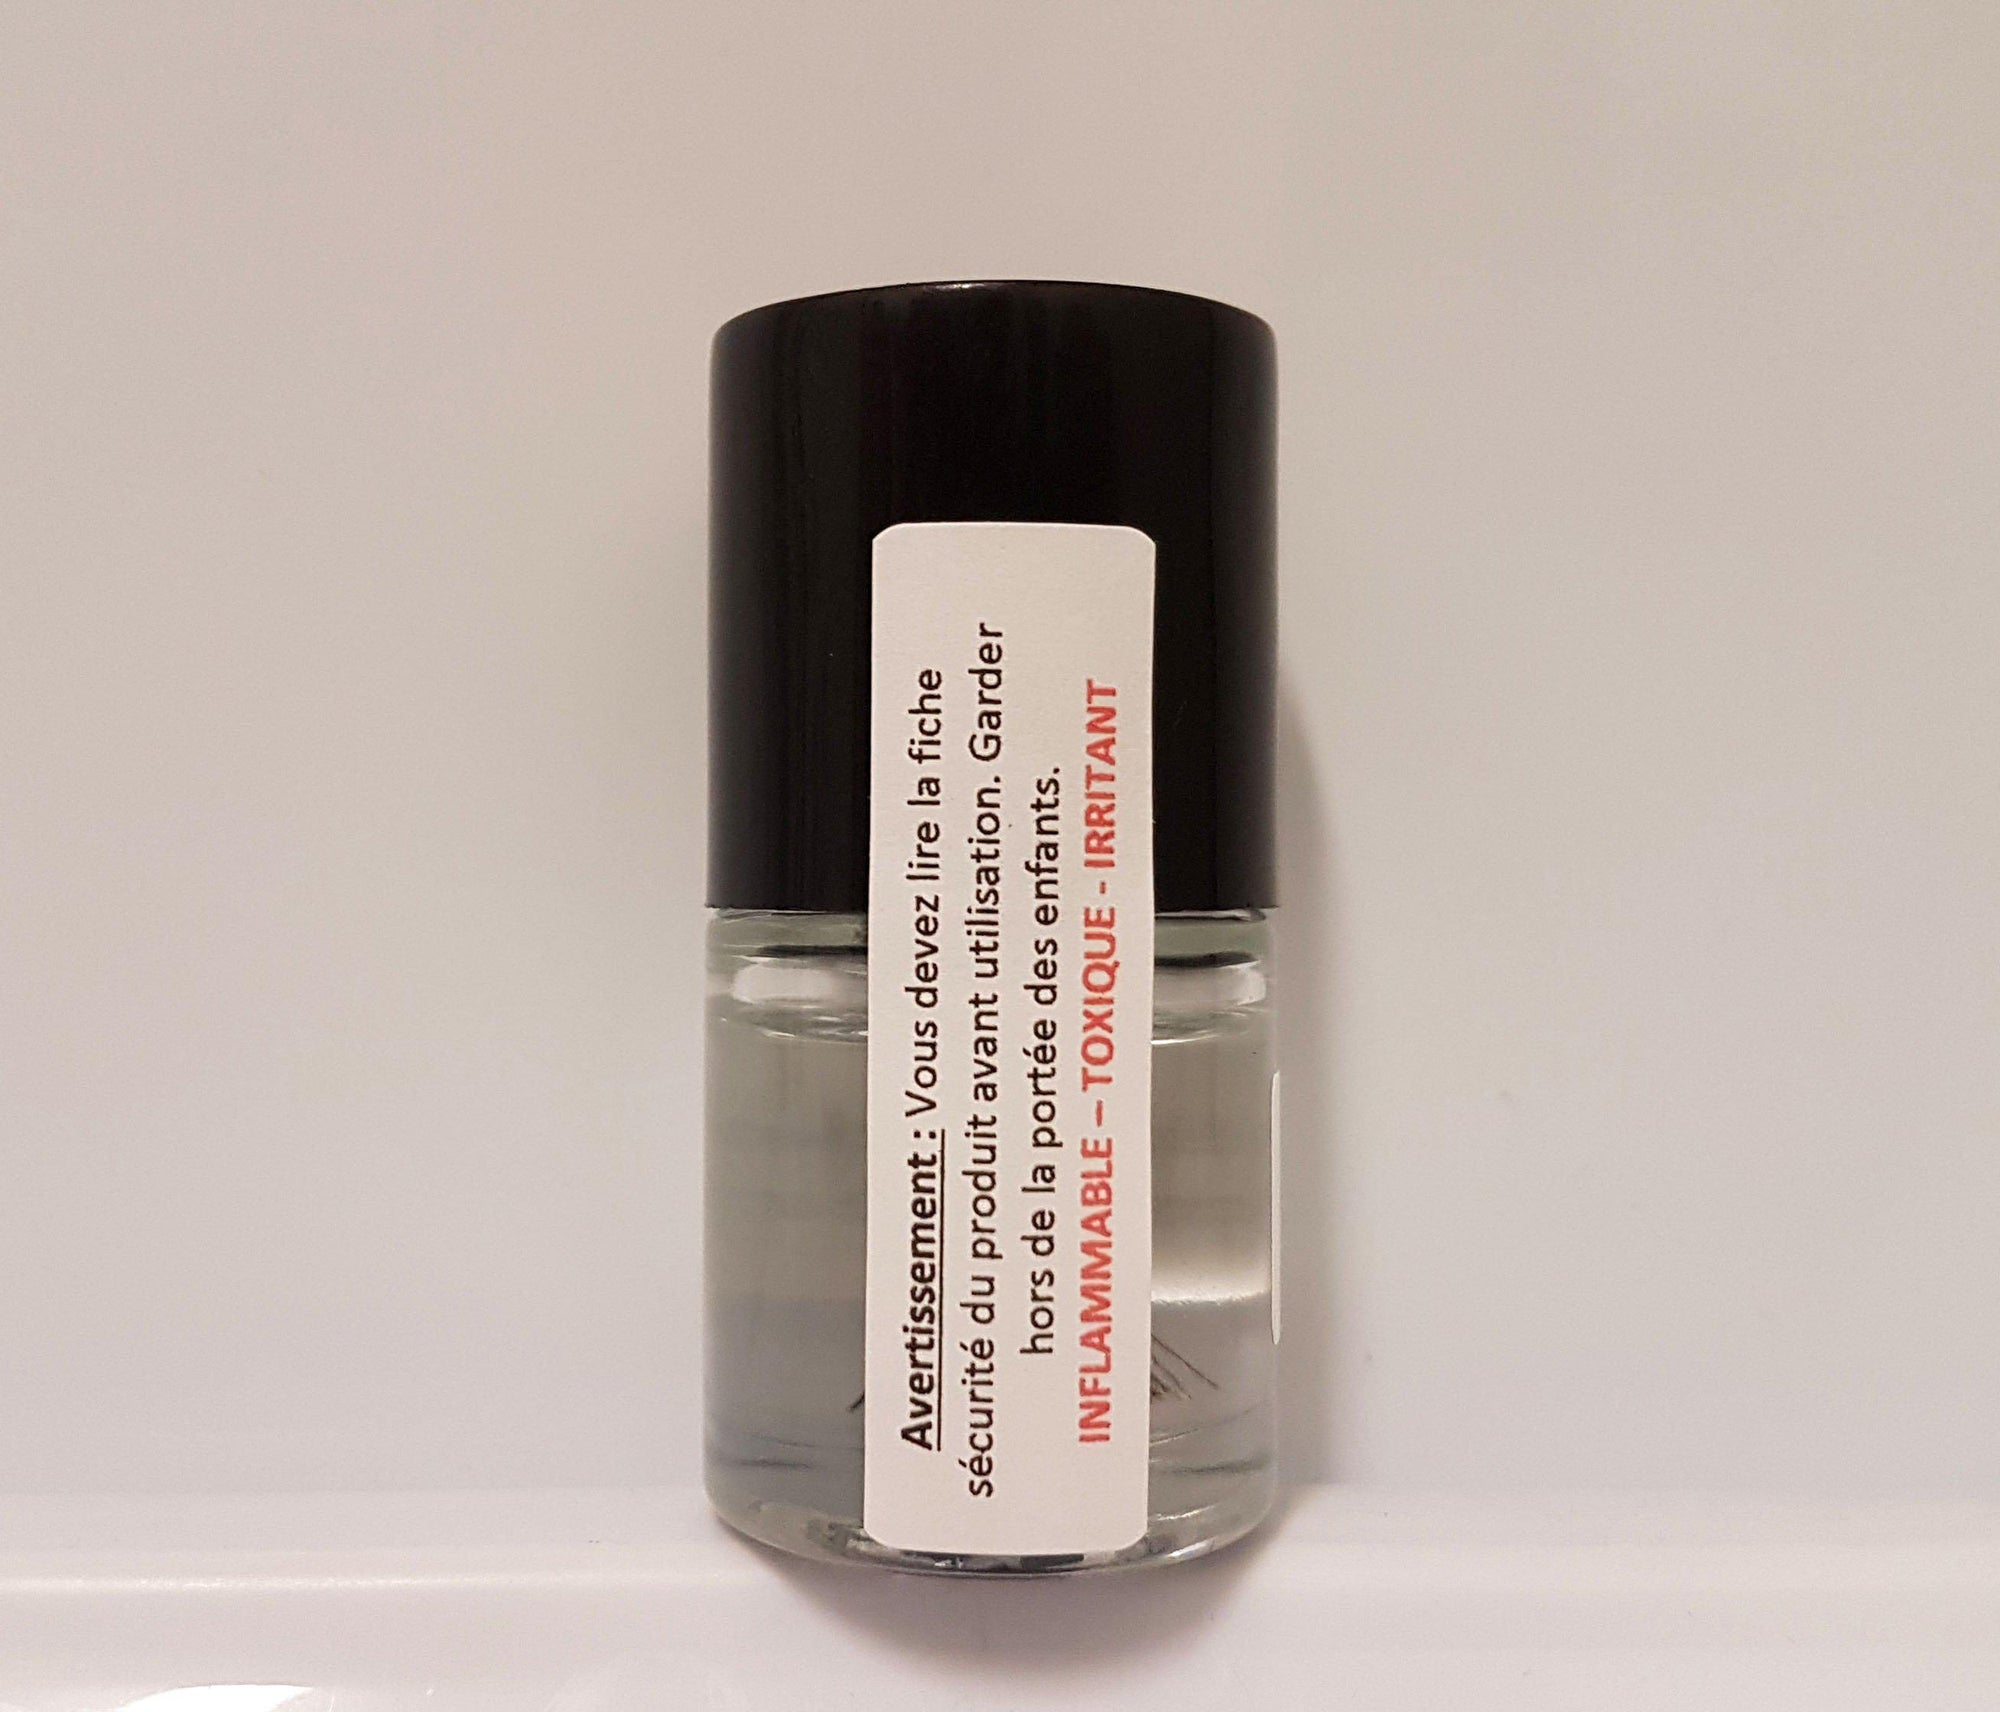 Avertissement : Vous devez lire la fiche
sécurité du produit avant utilisation. Garder
hors de la portée des enfants.
INFLAMMABLE – TOXIQUE - IRRITANT